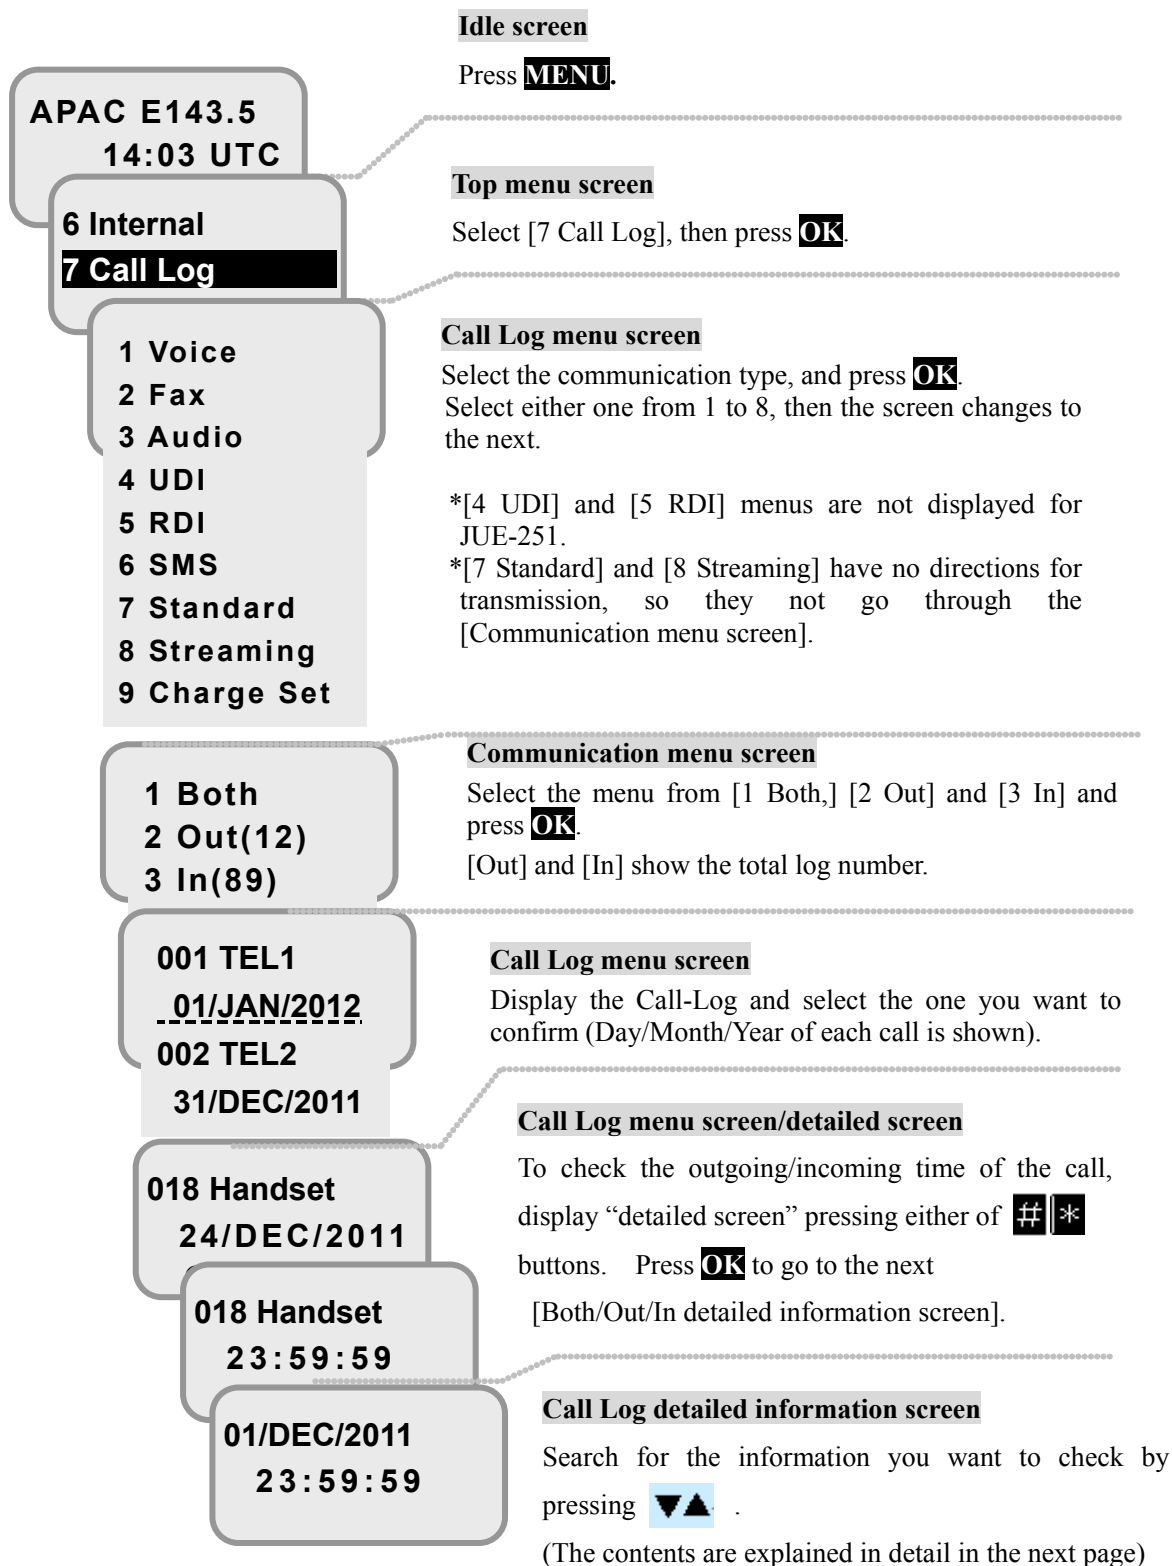 Idle screen
Press MENU.
APAC E143.5
14:03 UTC
Top menu screen
6 Internal
Select [7 Call Log], then press OK.
7 Call Log
Call Log menu screen
1 Voice
2 Fax
3 Audio
4 UDI
5 RDI
6 SMS
7 Standard
8 Streaming
9 Charge Set
Select the communication type, and press OK.
Select either one from 1 to 8, then the screen changes to
the next.
*[4 UDI] and [5 RDI] menus are not displayed for
JUE-251.
*[7 Standard] and [8 Streaming] have no directions for
transmission, so they not go through the
[Communication menu screen].
Communication menu screen
1 Both
2 Out(12)
3 In(89)
Select the menu from [1 Both,] [2 Out] and [3 In] and
press OK.
[Out] and [In] show the total log number.
001 TEL1
01/JAN/2012
002 TEL2
31/DEC/2011
Call Log menu screen
Display the Call-Log and select the one you want to
confirm (Day/Month/Year of each call is shown).
Call Log menu screen/detailed screen
018 Handset
24/DEC/2011
To check the outgoing/incoming time of the call,
display “detailed screen” pressing either of # *
buttons. Press OK to go to the next
[Both/Out/In detailed information screen].
018 Handset
23:59:59
Call Log detailed information screen
01/DEC/2011
23:59:59
Search for the information you want to check by
pressing ▼▲ .
(The contents are explained in detail in the next page)